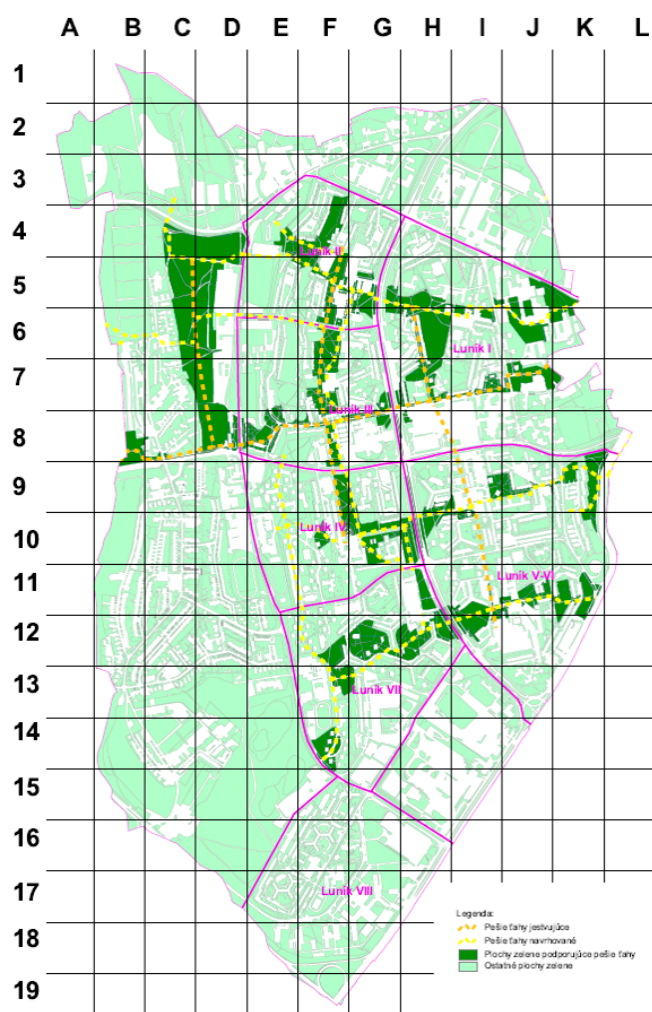 A B C D E F G H I J K L
1
2
3
4
Luník II
5
6
Luník I
7
Luník III
8
9
10
Luník IV
11
Luník V-VI
12
13
Luník VII
14
15
16
17
Luník VIII
18
19
Legenda:
Pešie ťahy jestvujúce
Pešie ťahy navrhované
Plochy zelene podporujúce pešie ťahy
Ostatné plochy zelene